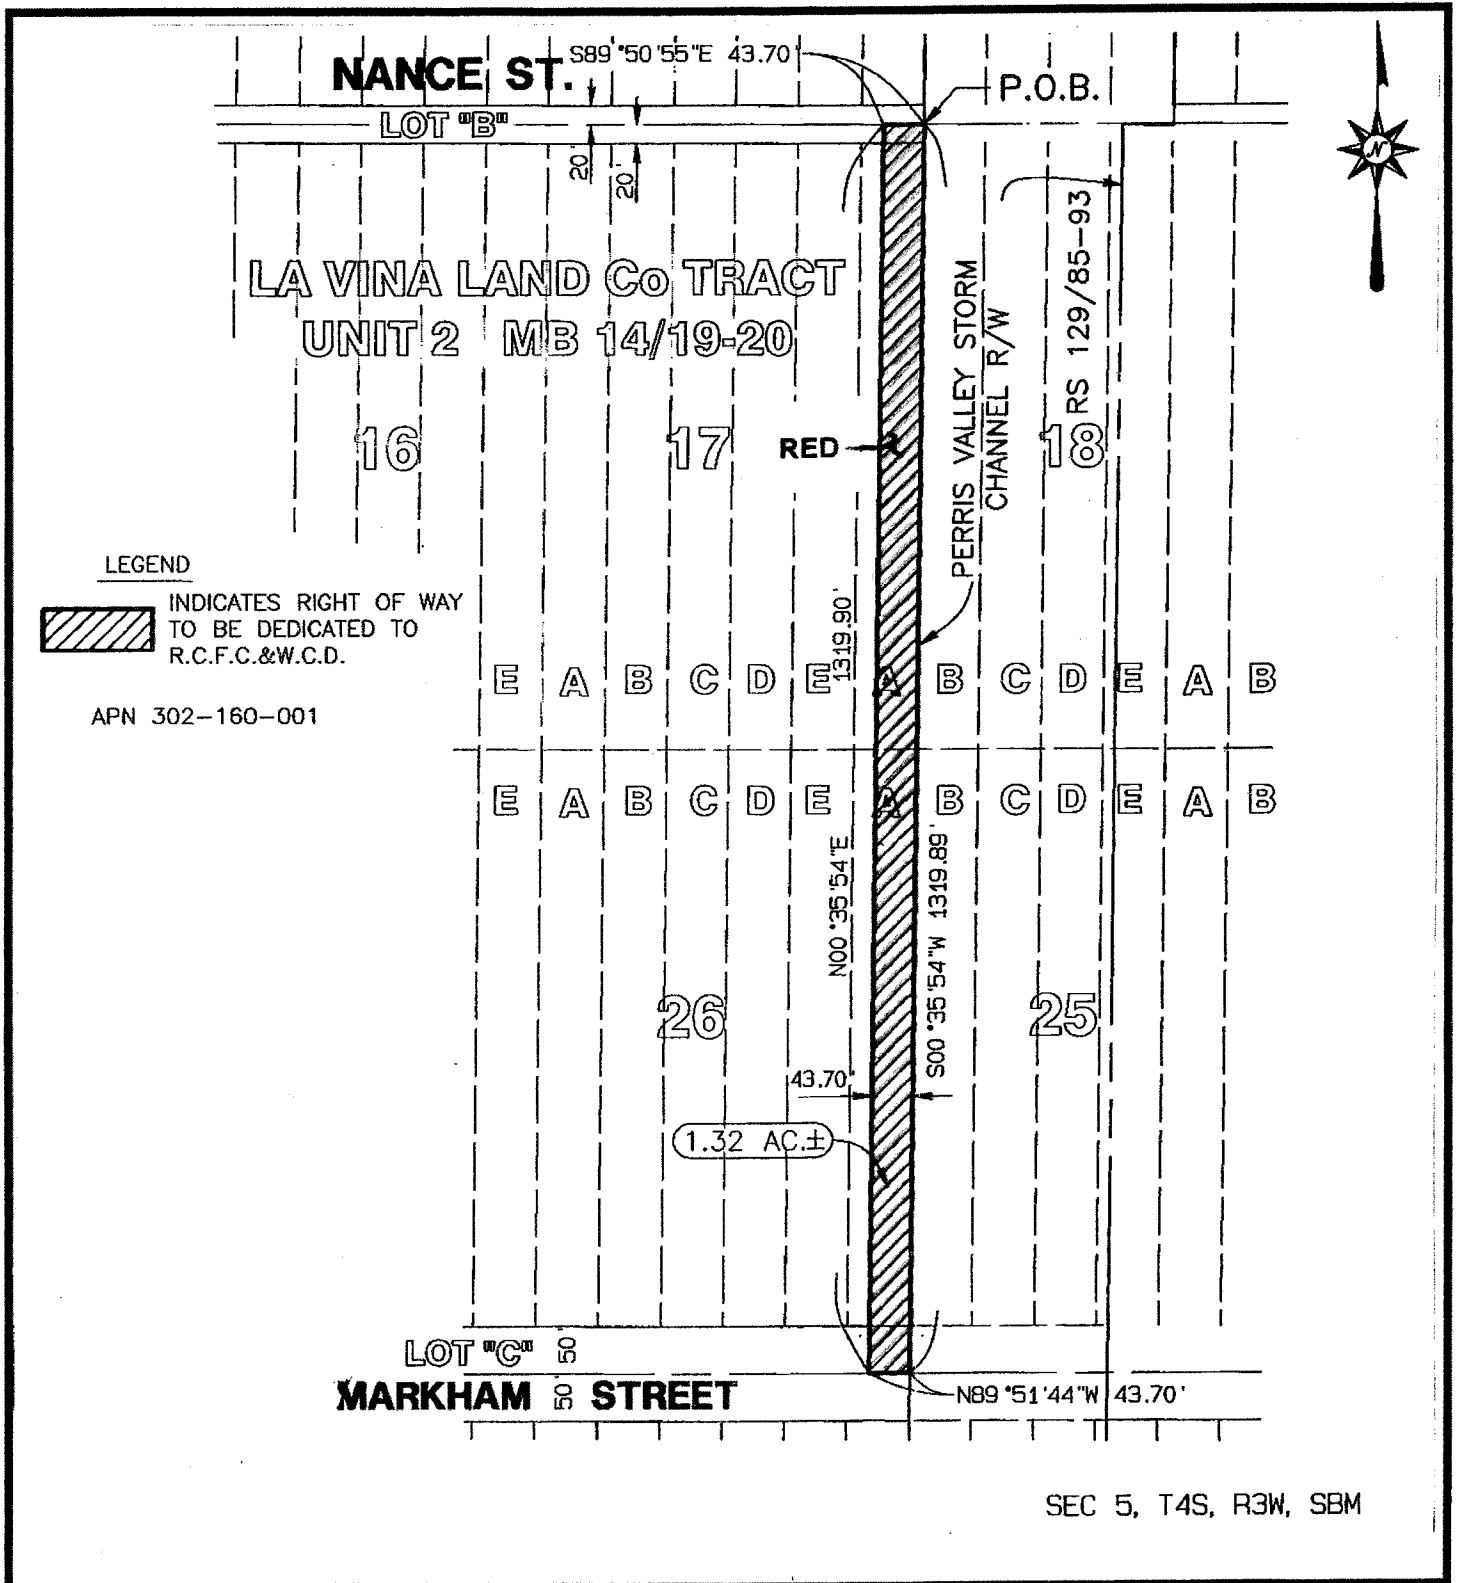 NANCE ST.
S89°50'55"E 43.70'
P.O.B.
LOT "B"
20'
20'
LA VINA LAND Co TRACT
UNIT 2 MB 14/19-20
PERRIS VALLEY STORM
CHANNEL R/W
RS 129/85-93
16
17
RED
18
LEGEND
INDICATES RIGHT OF WAY
TO BE DEDICATED TO
R.C.F.C.&W.C.D.
APN 302-160-001
1319.90'
E A B C D E A B C D E A B
E A B C D E A B C D E A B
N00°35'54"E
S00°35'54"W 1319.89'
26
25
43.70'
1.32 AC.±
LOT "C"
50'
50'
MARKHAM STREET
N89°51'44"W 43.70'
SEC 5, T4S, R3W, SBM
N